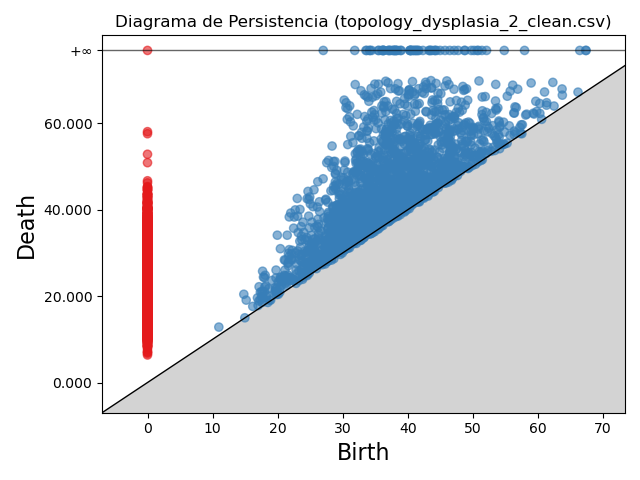 Diagrama de Persistencia (topology_dysplasia_2_clean.csv)
+∞
60.000
40.000
20.000
0.000
Death
0 10 20 30 40 50 60 70
Birth